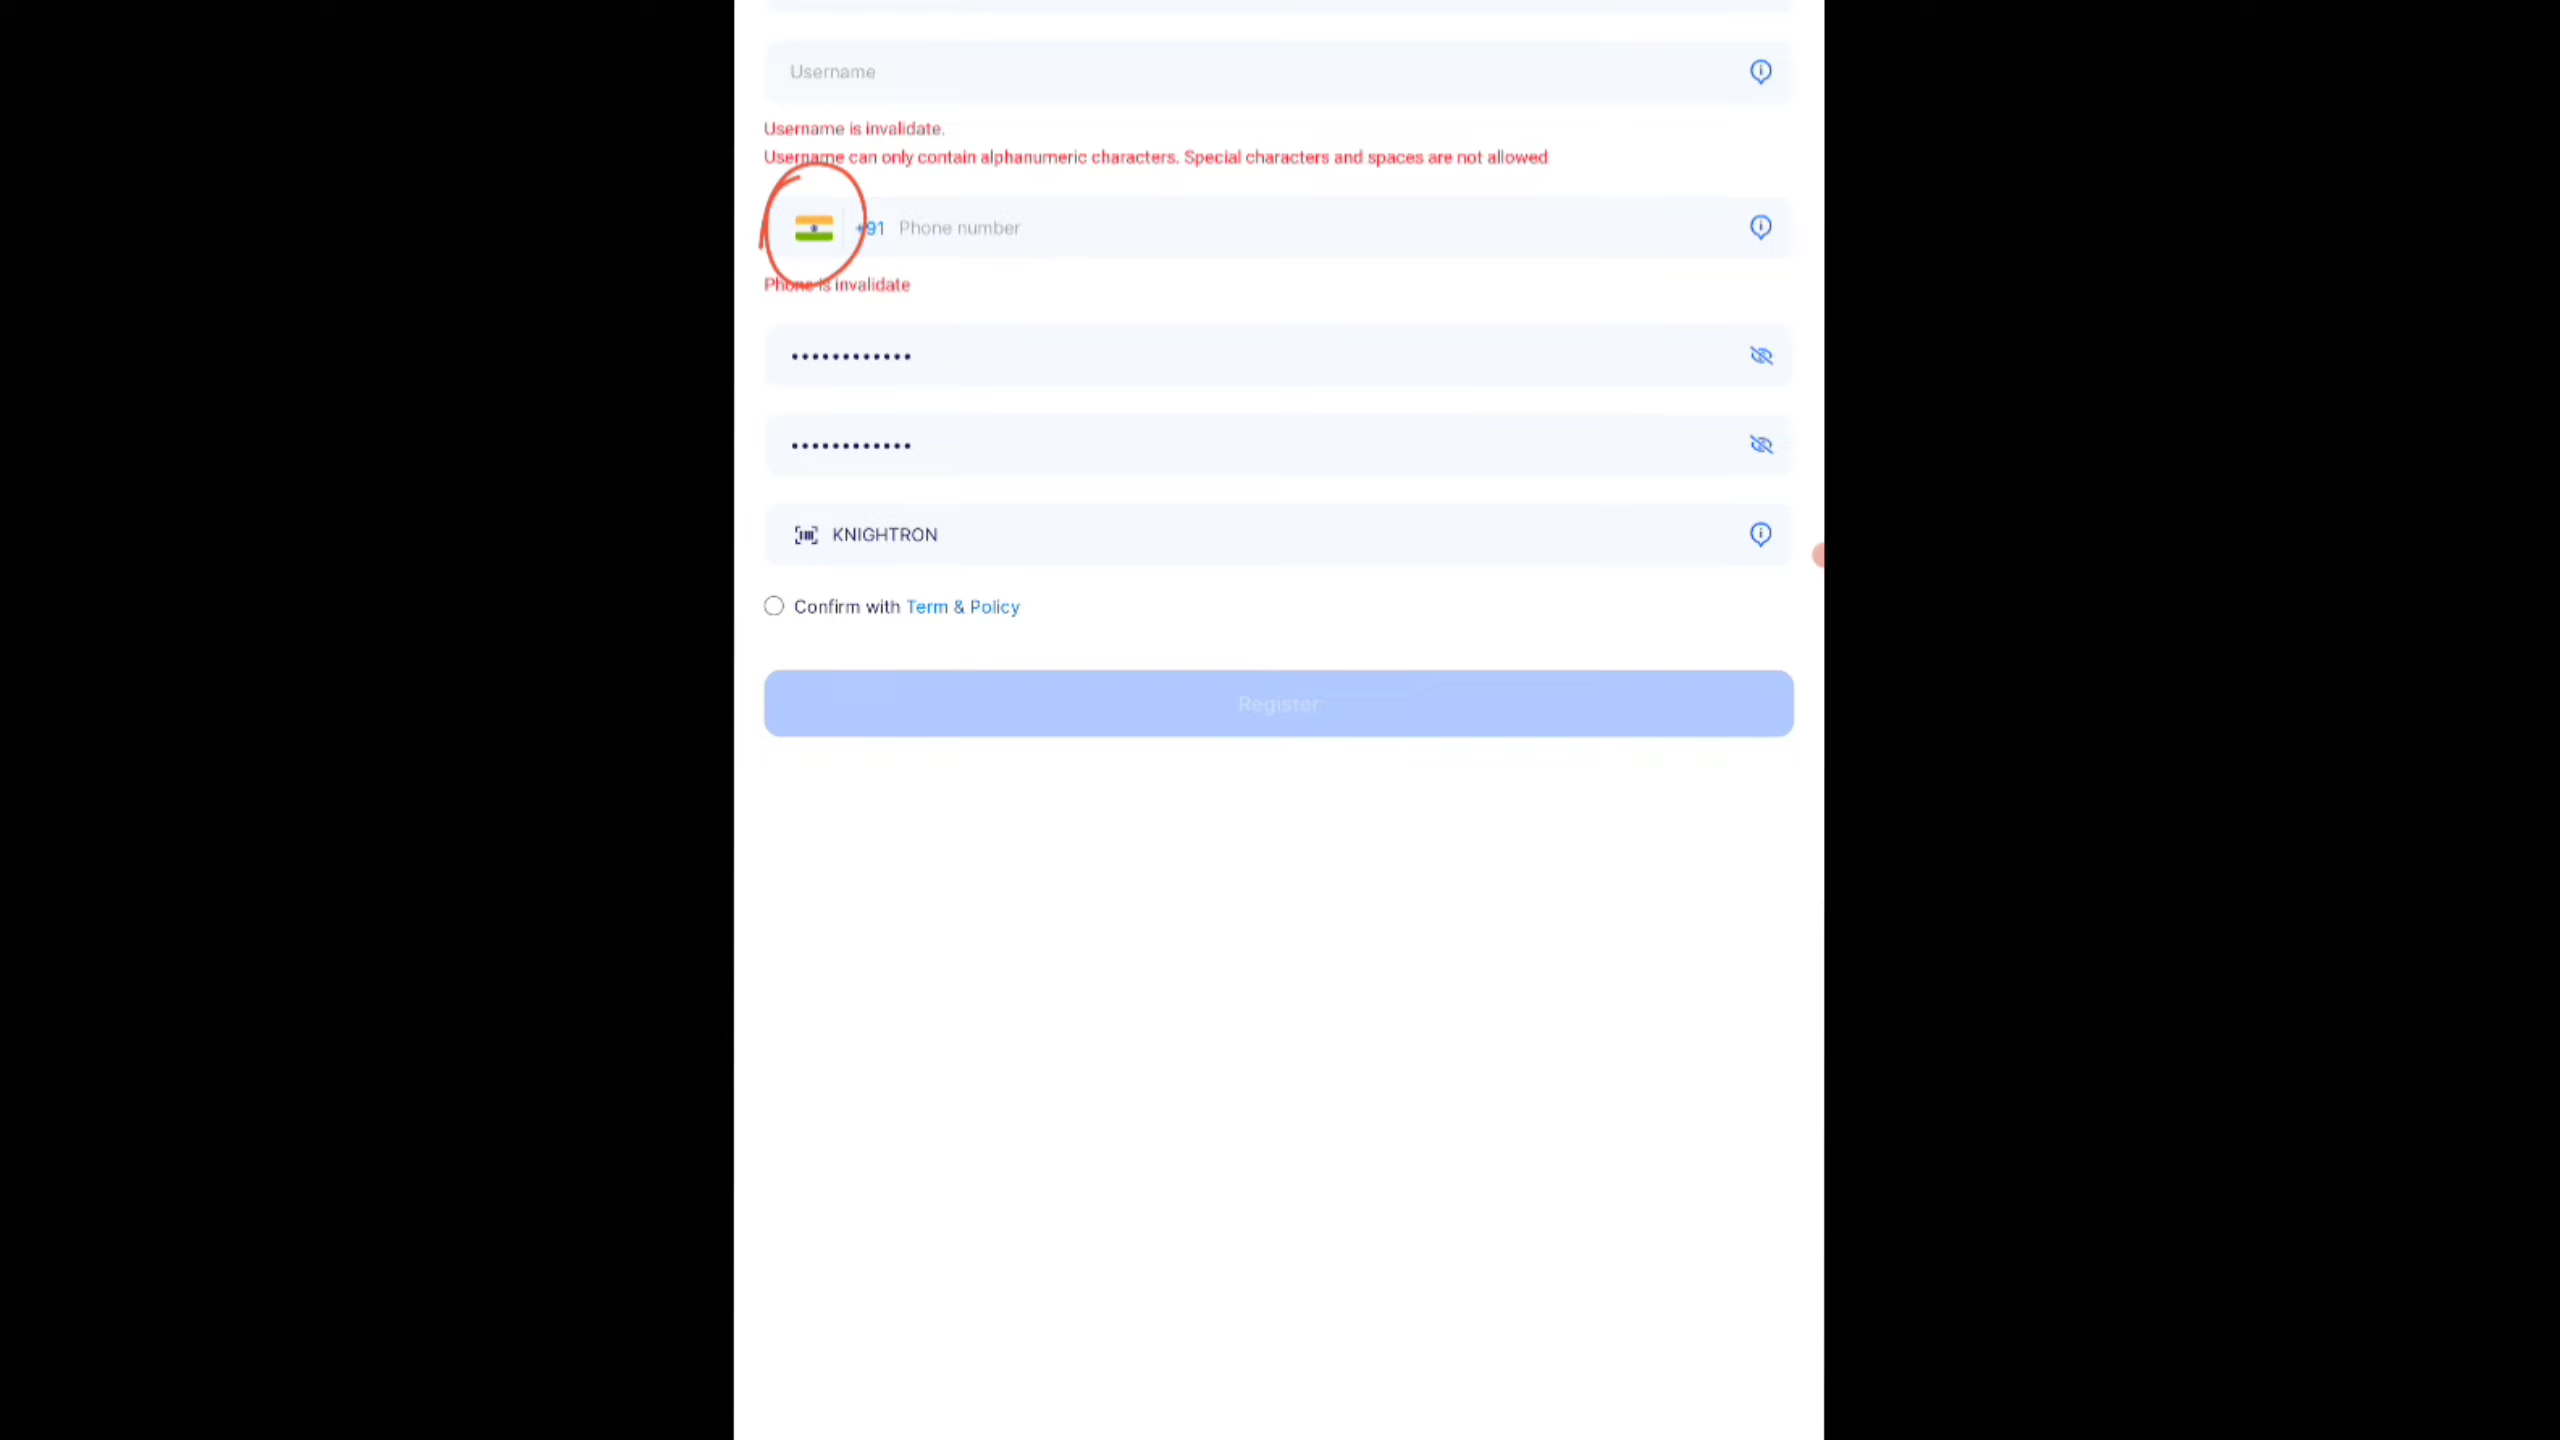 Username
Username is invalidate.
Username can only contain alphanumeric characters. Special characters and spaces are not allowed
+91 Phone number
Phone is invalidate
••••••••••••
••••••••••••
KNIGHTRON
Confirm with Term & Policy
Register